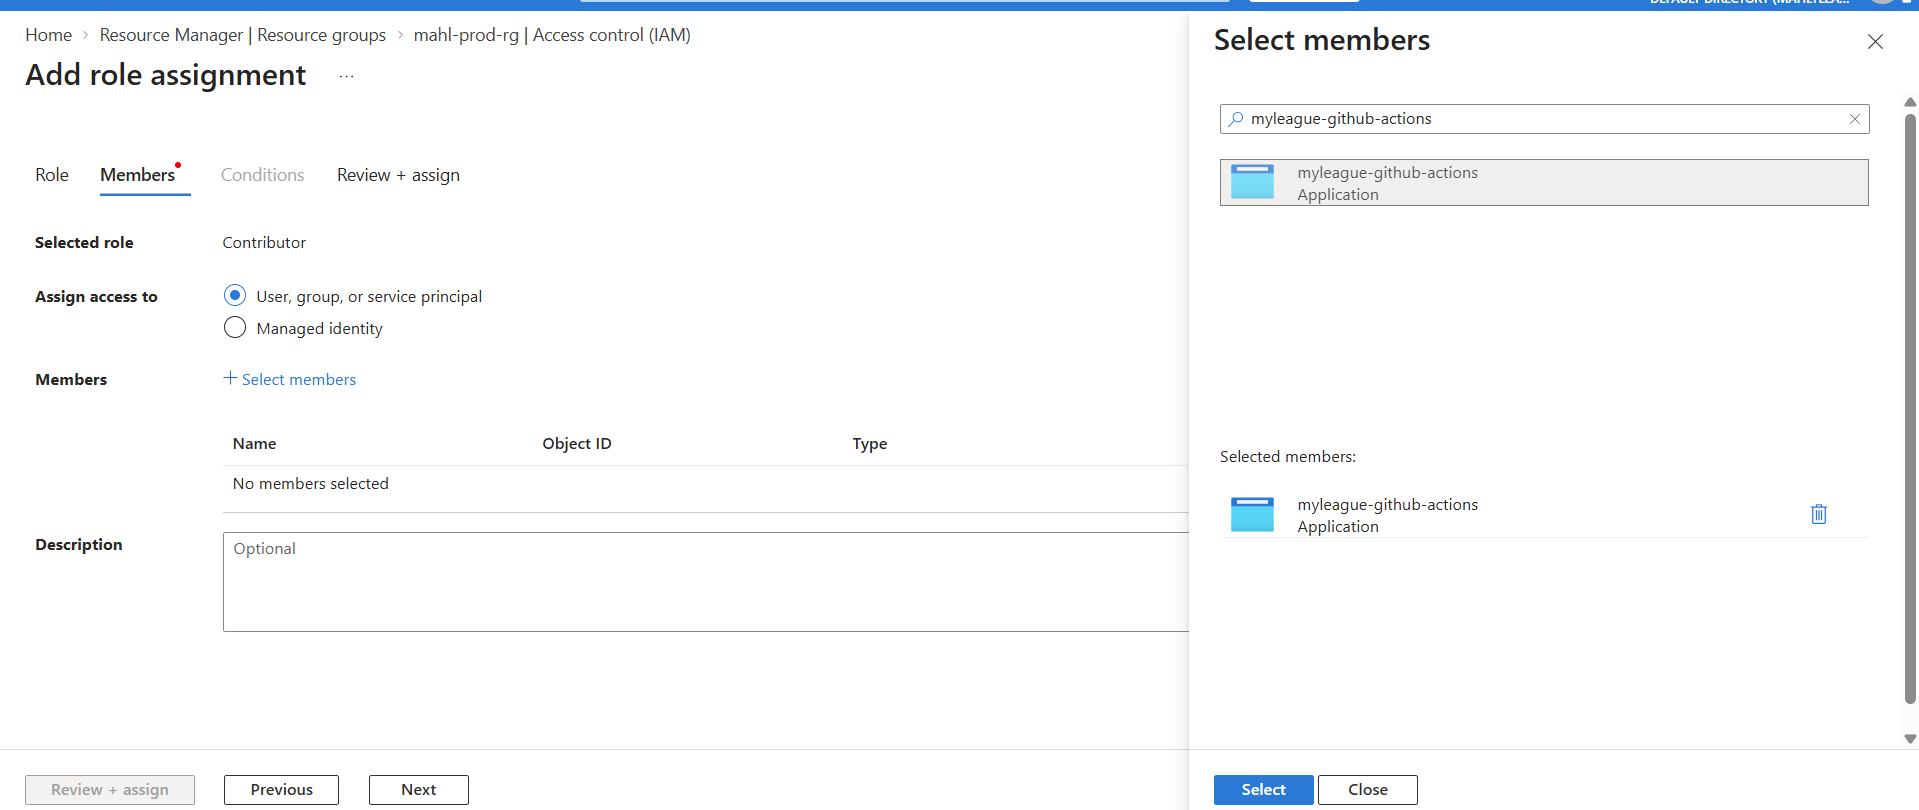 Home > Resource Manager | Resource groups > mahl-prod-rg | Access control (IAM)
Add role assignment ...
Role Members Conditions Review + assign
Selected role Contributor
Assign access to User, group, or service principal
Managed identity
Members + Select members
Name Object ID Type
No members selected
Description Optional
Review + assign Previous Next
Select members
myleague-github-actions
myleague-github-actions
Application
Selected members:
myleague-github-actions
Application
Select Close